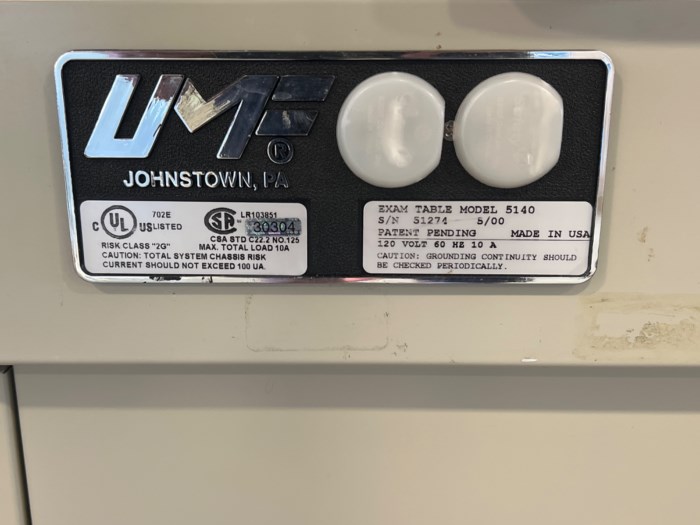 UMF®
JOHNSTOWN, PA
C UL US LISTED
702E
RISK CLASS "2G"
CAUTION: TOTAL SYSTEM CHASSIS RISK
CURRENT SHOULD NOT EXCEED 100 UA.
LR103851
30304
CSA STD C22.2 NO.125
MAX. TOTAL LOAD 10A
EXAM TABLE MODEL 5140
S/N 51274 5/00
PATENT PENDING MADE IN USA
120 VOLT 60 HZ 10 A
CAUTION: GROUNDING CONTINUITY SHOULD
BE CHECKED PERIODICALLY.